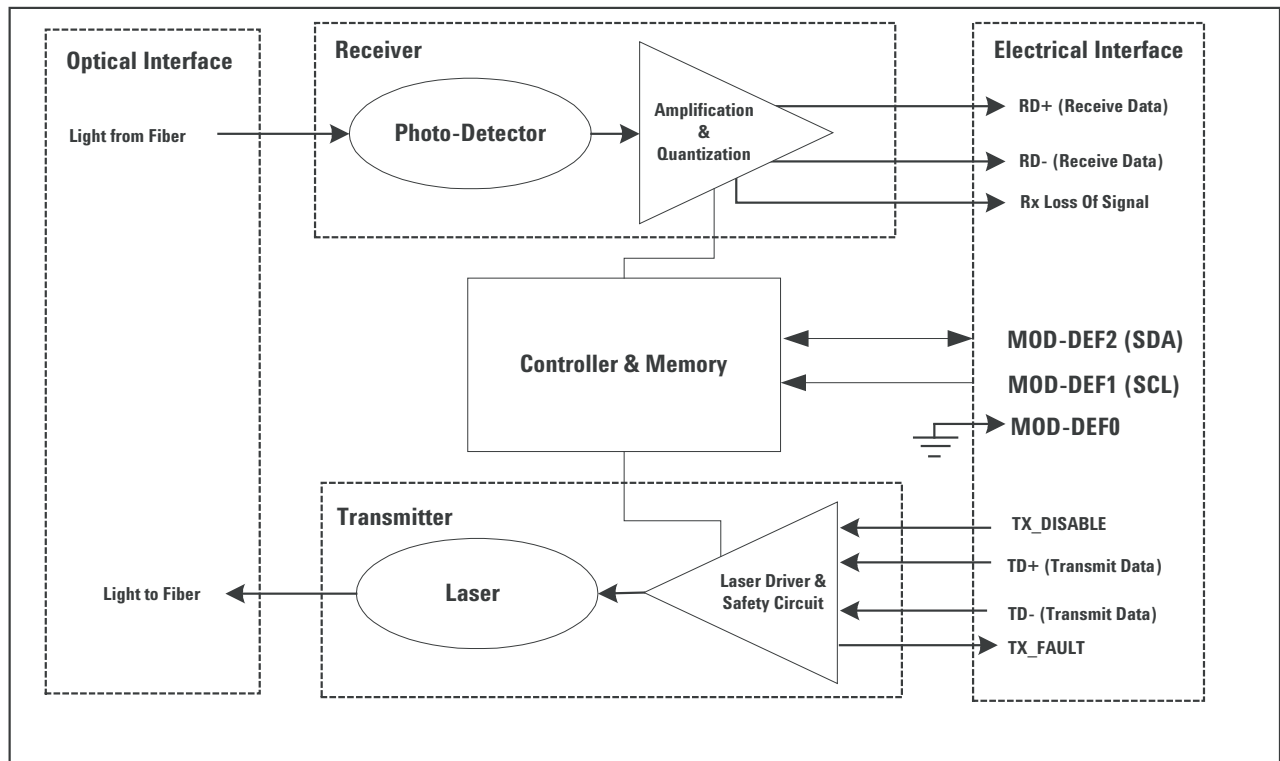 Optical Interface
Receiver
Electrical Interface
Light from Fiber
Photo-Detector
Amplification
&
Quantization
RD+ (Receive Data)
RD- (Receive Data)
Rx Loss Of Signal
Controller & Memory
MOD-DEF2 (SDA)
MOD-DEF1 (SCL)
MOD-DEF0
Transmitter
Light to Fiber
Laser
Laser Driver &
Safety Circuit
TX_DISABLE
TD+ (Transmit Data)
TD- (Transmit Data)
TX_FAULT